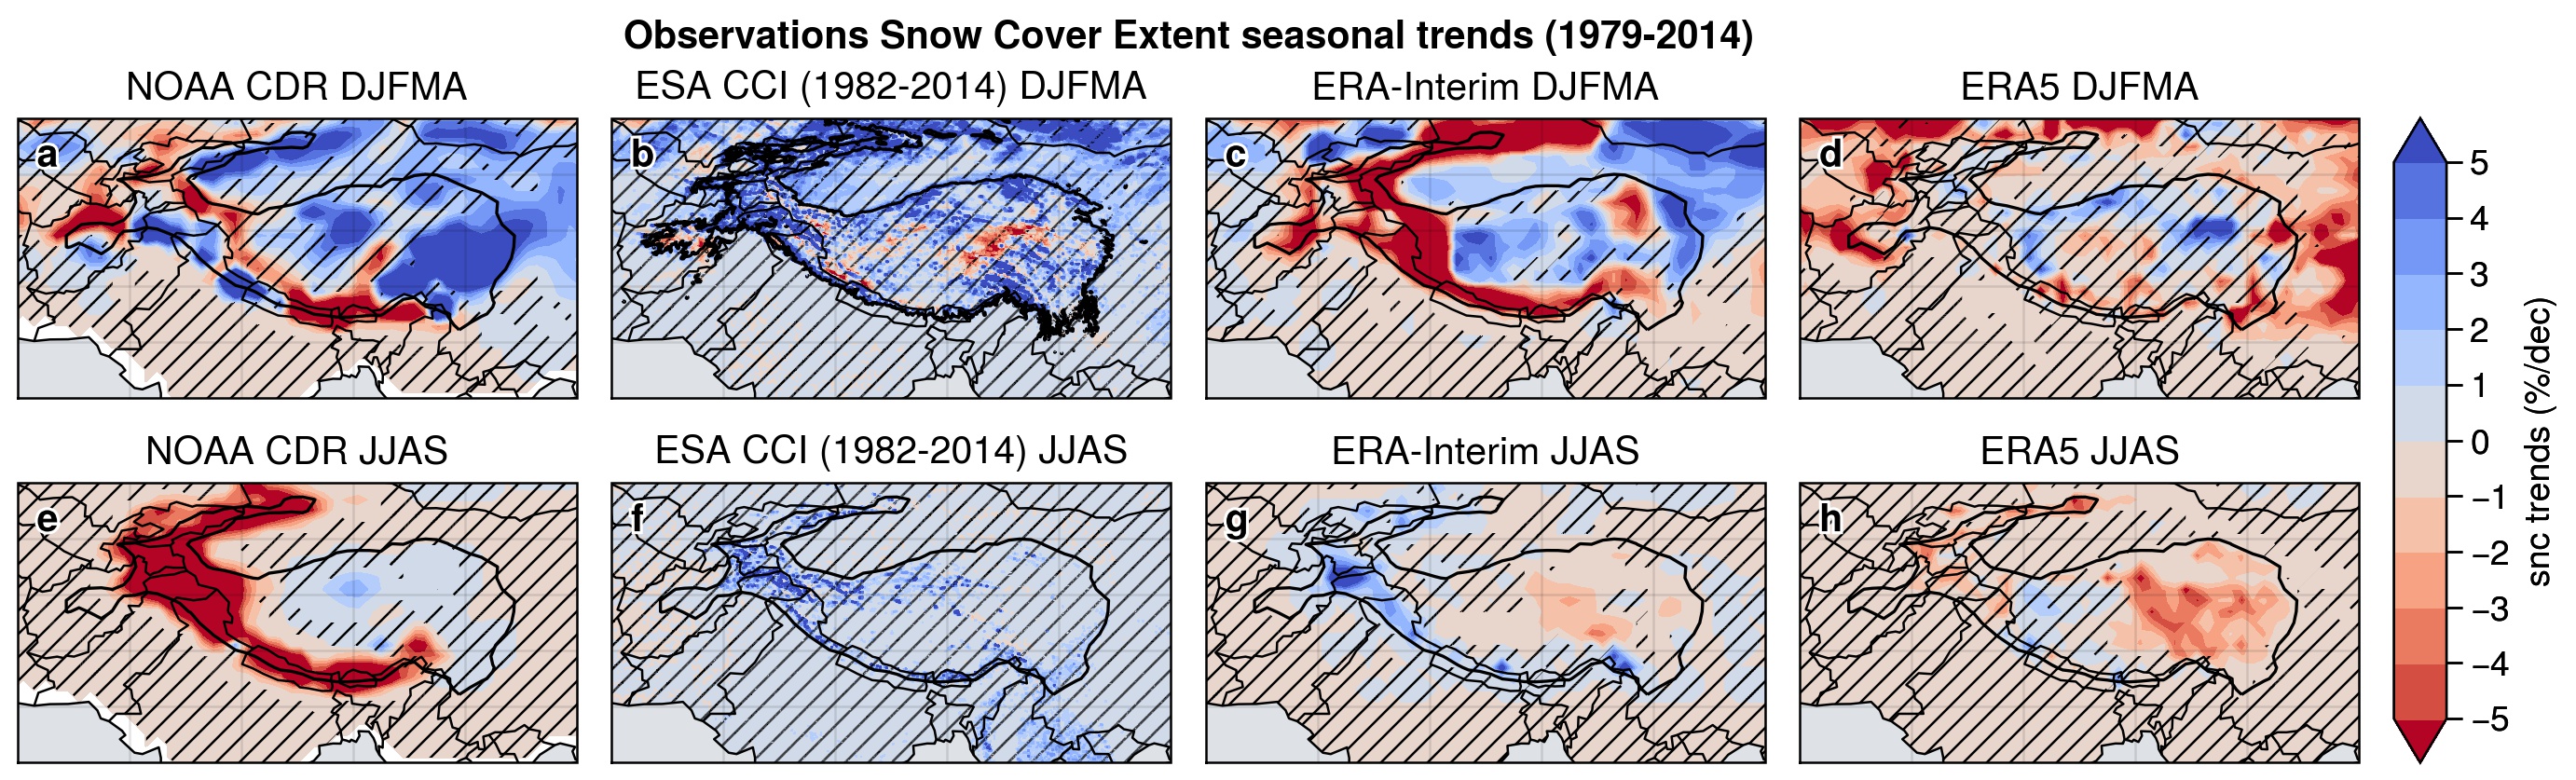 Observations Snow Cover Extent seasonal trends (1979-2014)
NOAA CDR DJFMA
ESA CCI (1982-2014) DJFMA
ERA-Interim DJFMA
ERA5 DJFMA
a
b
c
d
NOAA CDR JJAS
ESA CCI (1982-2014) JJAS
ERA-Interim JJAS
ERA5 JJAS
e
f
g
h
5
4
3
2
1
0
−1
−2
−3
−4
−5
snc trends (%/dec)